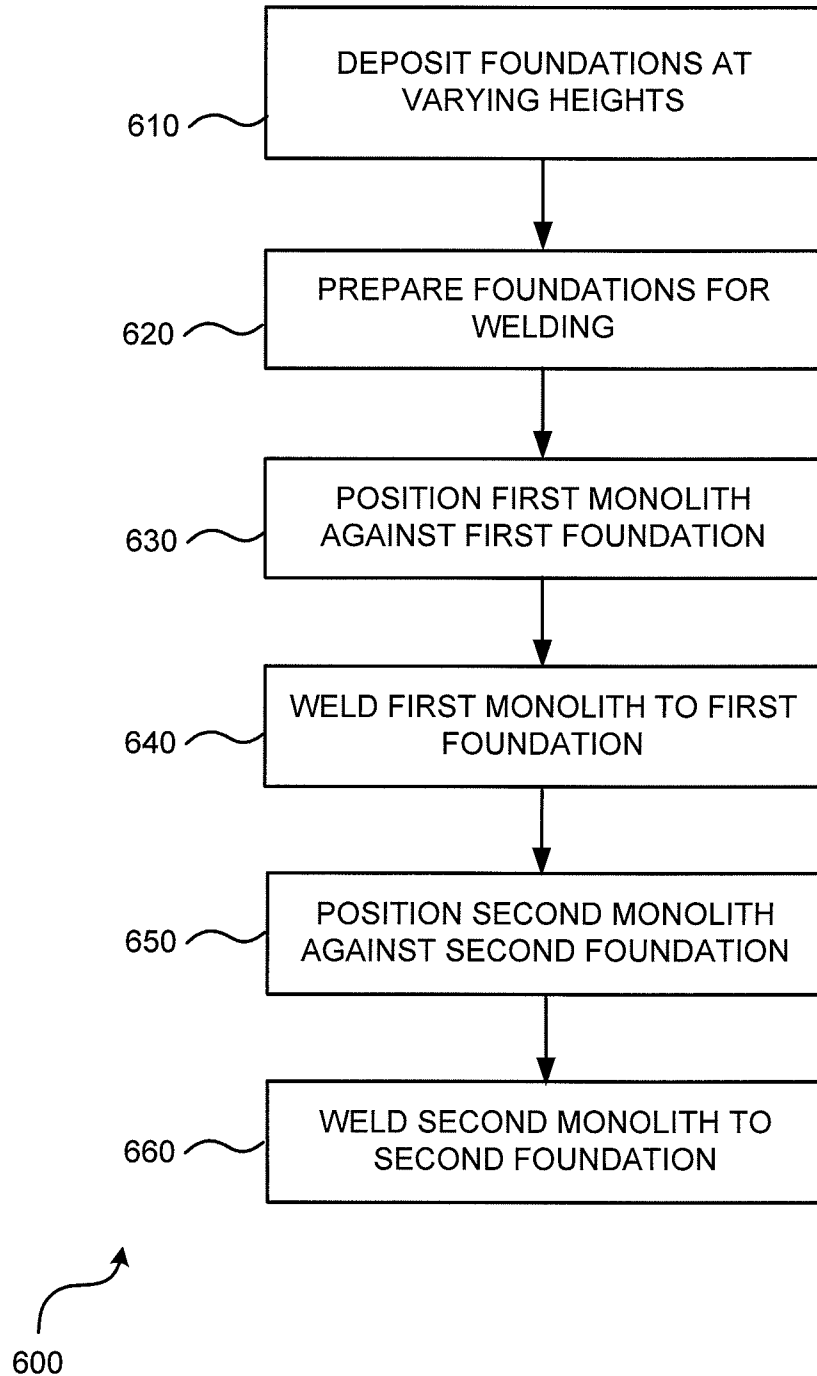 DEPOSIT FOUNDATIONS AT
VARYING HEIGHTS
610
PREPARE FOUNDATIONS FOR
WELDING
620
POSITION FIRST MONOLITH
AGAINST FIRST FOUNDATION
630
WELD FIRST MONOLITH TO FIRST
FOUNDATION
640
POSITION SECOND MONOLITH
AGAINST SECOND FOUNDATION
650
WELD SECOND MONOLITH TO
SECOND FOUNDATION
660
600